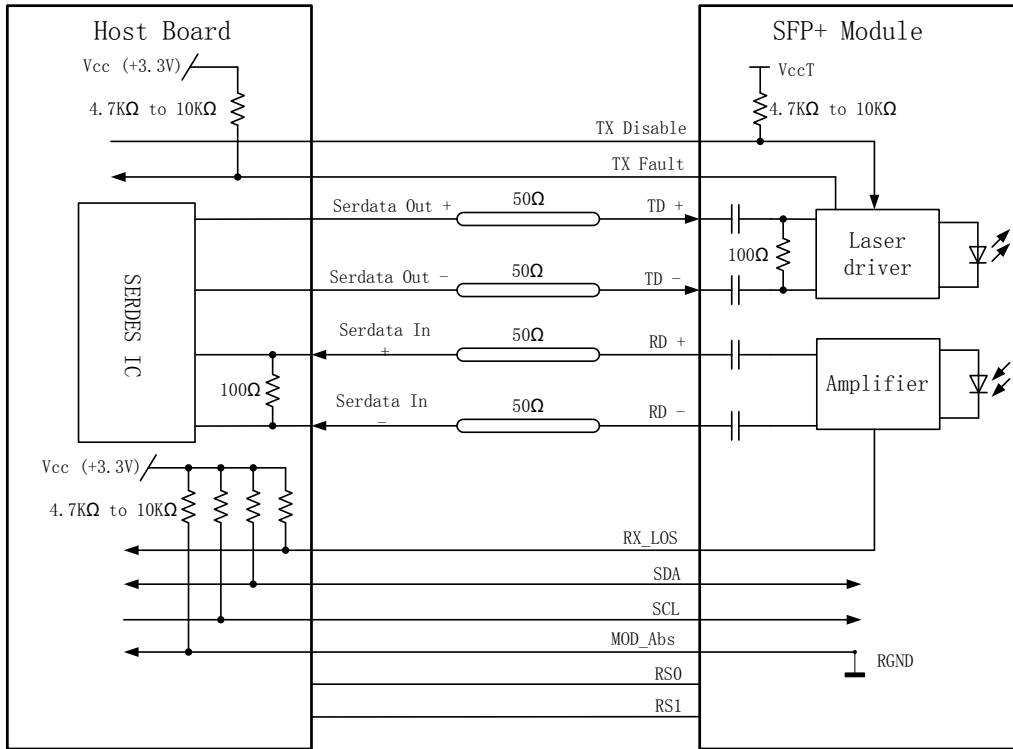 Host Board
SFP+ Module
Vcc (+3.3V)
VccT
4.7KΩ to 10KΩ
4.7KΩ to 10KΩ
TX Disable
TX Fault
Serdata Out +
50Ω
TD +
100Ω
Laser
driver
Serdata Out -
50Ω
TD -
SERDES IC
Serdata In
+
50Ω
RD +
100Ω
Amplifier
Serdata In
-
50Ω
RD -
Vcc (+3.3V)
4.7KΩ to 10KΩ
RX_LOS
SDA
SCL
MOD_Abs
RGND
RS0
RS1